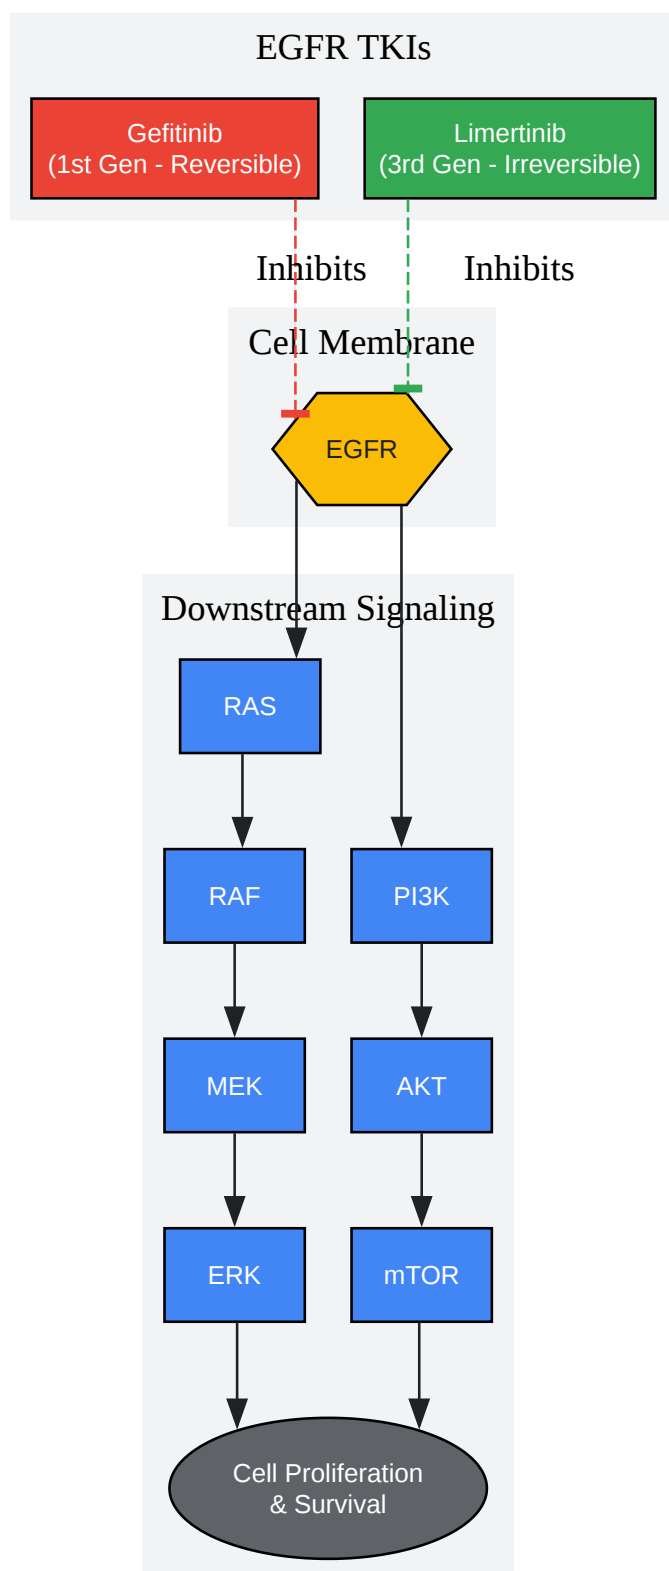 EGFR TKIs
Gefitinib
(1st Gen - Reversible)
Limertinib
(3rd Gen - Irreversible)
Inhibits
Inhibits
Cell Membrane
EGFR
Downstream Signaling
RAS
RAF
PI3K
MEK
AKT
ERK
mTOR
Cell Proliferation
& Survival